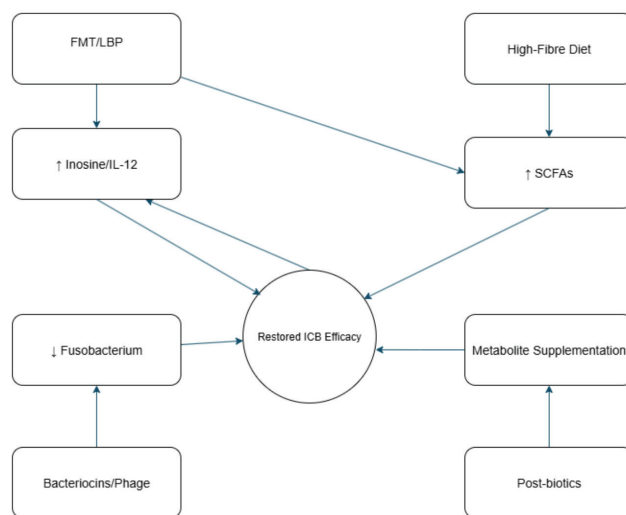 FMT/LBP
High-Fibre Diet
↑ Inosine/IL-12
↑ SCFAs
Restored ICB Efficacy
↓ Fusobacterium
Metabolite Supplementation
Bacteriocins/Phage
Post-biotics